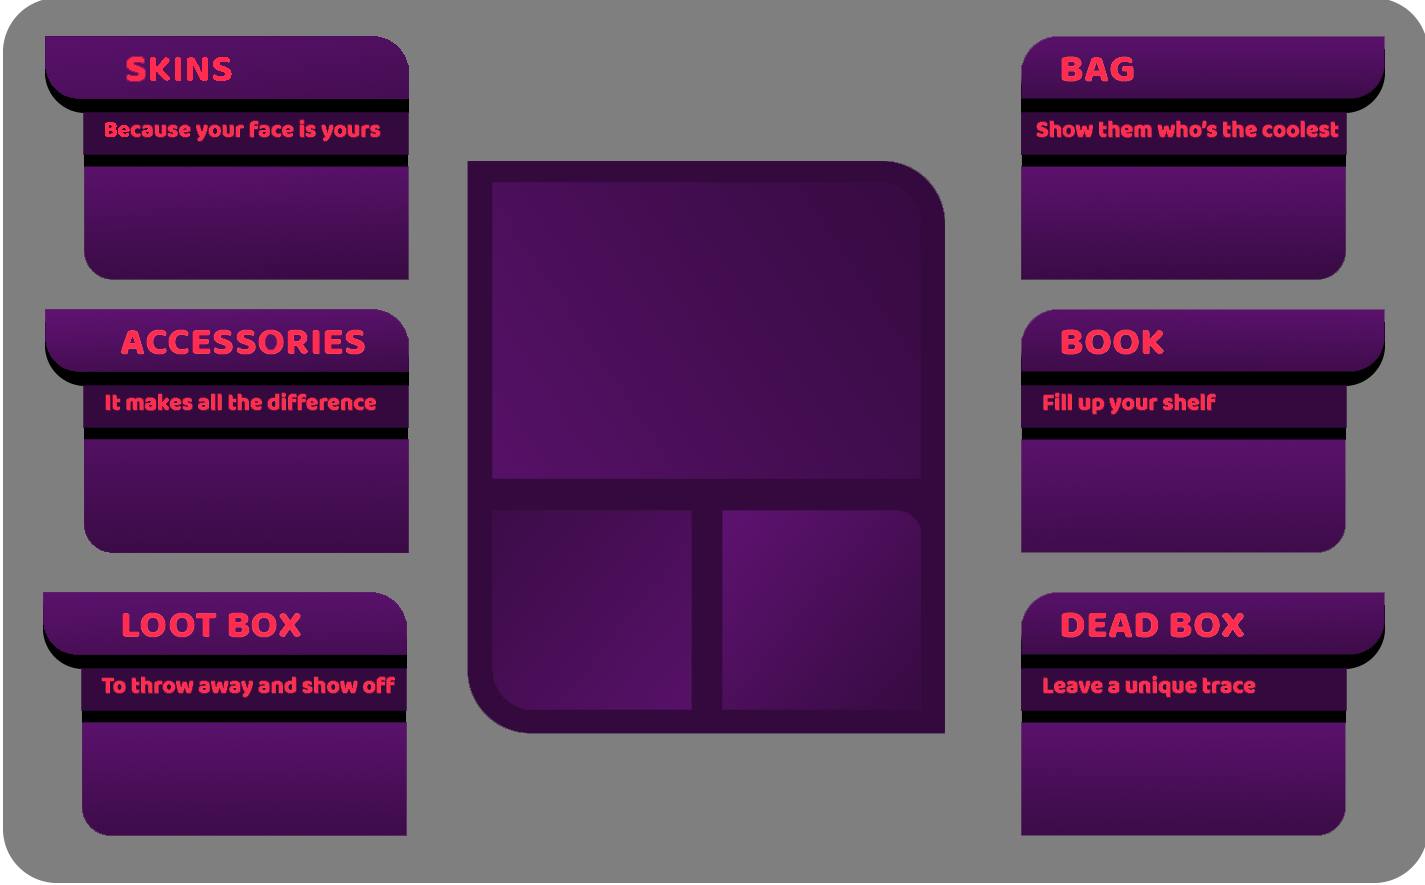 SKINS
Because your face is yours
ACCESSORIES
It makes all the difference
LOOT BOX
To throw away and show off
BAG
Show them who's the coolest
BOOK
Fill up your shelf
DEAD BOX
Leave a unique trace